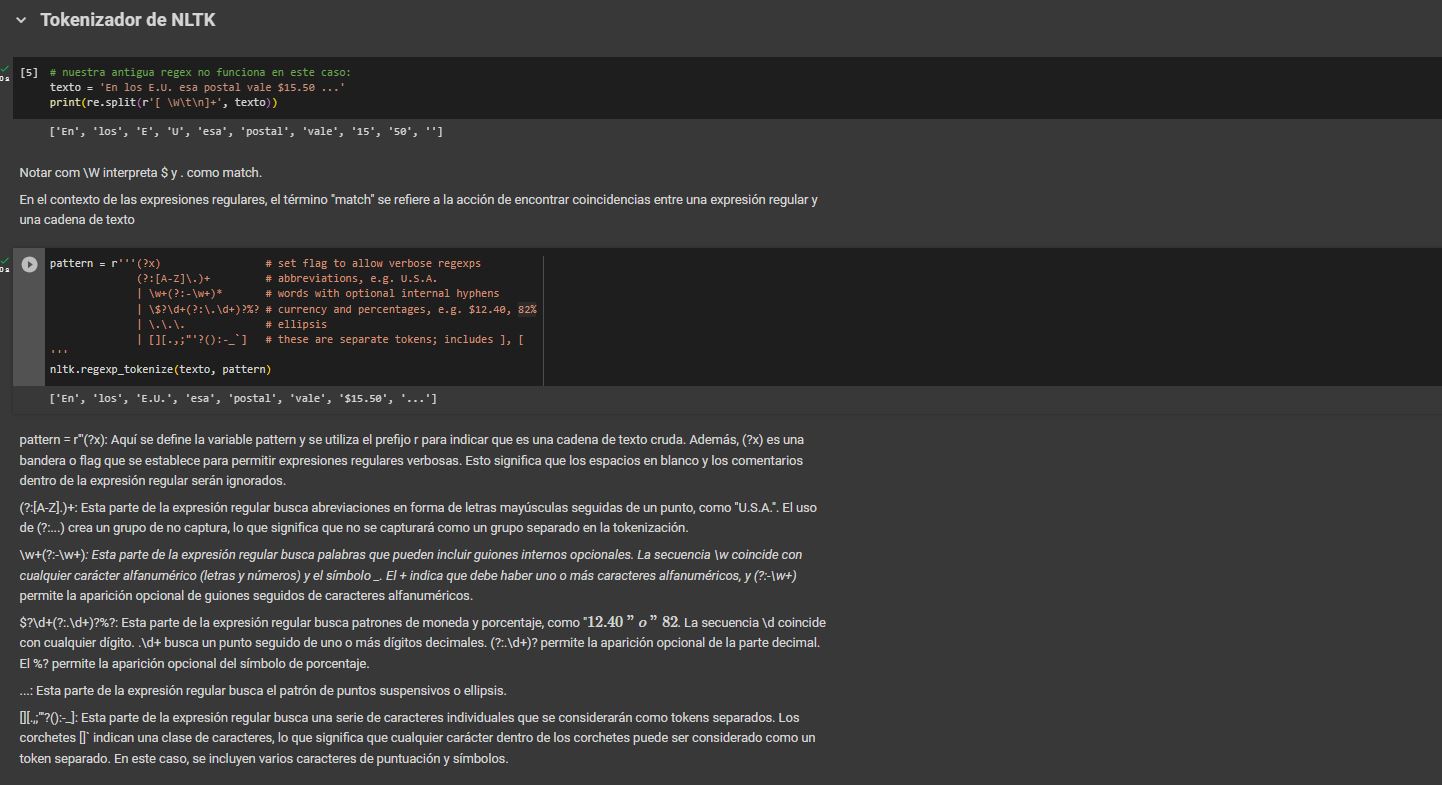 Tokenizador de NLTK
0s
[5] # nuestra antigua regex no funciona en este caso:
texto = 'En los E.U. esa postal vale $15.50 ...'
print(re.split(r'[ \W\t\n]+', texto))
['En', 'los', 'E', 'U', 'esa', 'postal', 'vale', '15', '50', '']
Notar com \W interpreta $ y . como match.
En el contexto de las expresiones regulares, el término "match" se refiere a la acción de encontrar coincidencias entre una expresión regular y
una cadena de texto
0s
pattern = r'''(?x) # set flag to allow verbose regexps
(?:[A-Z]\.)+ # abbreviations, e.g. U.S.A.
| \w+(?:-\w+)* # words with optional internal hyphens
| \$?\d+(?:\.\d+)?%? # currency and percentages, e.g. $12.40, 82%
| \.\.\. # ellipsis
| [][.,;"'?():-_`] # these are separate tokens; includes ], [
'''
nltk.regexp_tokenize(texto, pattern)
['En', 'los', 'E.U.', 'esa', 'postal', 'vale', '$15.50', '...']
pattern = r'''(?x): Aquí se define la variable pattern y se utiliza el prefijo r para indicar que es una cadena de texto cruda. Además, (?x) es una
bandera o flag que se establece para permitir expresiones regulares verbosas. Esto significa que los espacios en blanco y los comentarios
dentro de la expresión regular serán ignorados.
(?:[A-Z].)+: Esta parte de la expresión regular busca abreviaciones en forma de letras mayúsculas seguidas de un punto, como "U.S.A.". El uso
de (?:...) crea un grupo de no captura, lo que significa que no se capturará como un grupo separado en la tokenización.
\w+(?:-\w+): Esta parte de la expresión regular busca palabras que pueden incluir guiones internos opcionales. La secuencia \w coincide con
cualquier carácter alfanumérico (letras y números) y el símbolo _. El + indica que debe haber uno o más caracteres alfanuméricos, y (?:-\w+)
permite la aparición opcional de guiones seguidos de caracteres alfanuméricos.
$?\d+(?:.\d+)?%?: Esta parte de la expresión regular busca patrones de moneda y porcentaje, como "12.40 ” o ” 82. La secuencia \d coincide
con cualquier dígito. .\d+ busca un punto seguido de uno o más dígitos decimales. (?:.\d+)? permite la aparición opcional de la parte decimal.
El %? permite la aparición opcional del símbolo de porcentaje.
...: Esta parte de la expresión regular busca el patrón de puntos suspensivos o ellipsis.
[][.,;"'?():-_]: Esta parte de la expresión regular busca una serie de caracteres individuales que se considerarán como tokens separados. Los
corchetes []` indican una clase de caracteres, lo que significa que cualquier carácter dentro de los corchetes puede ser considerado como un
token separado. En este caso, se incluyen varios caracteres de puntuación y símbolos.